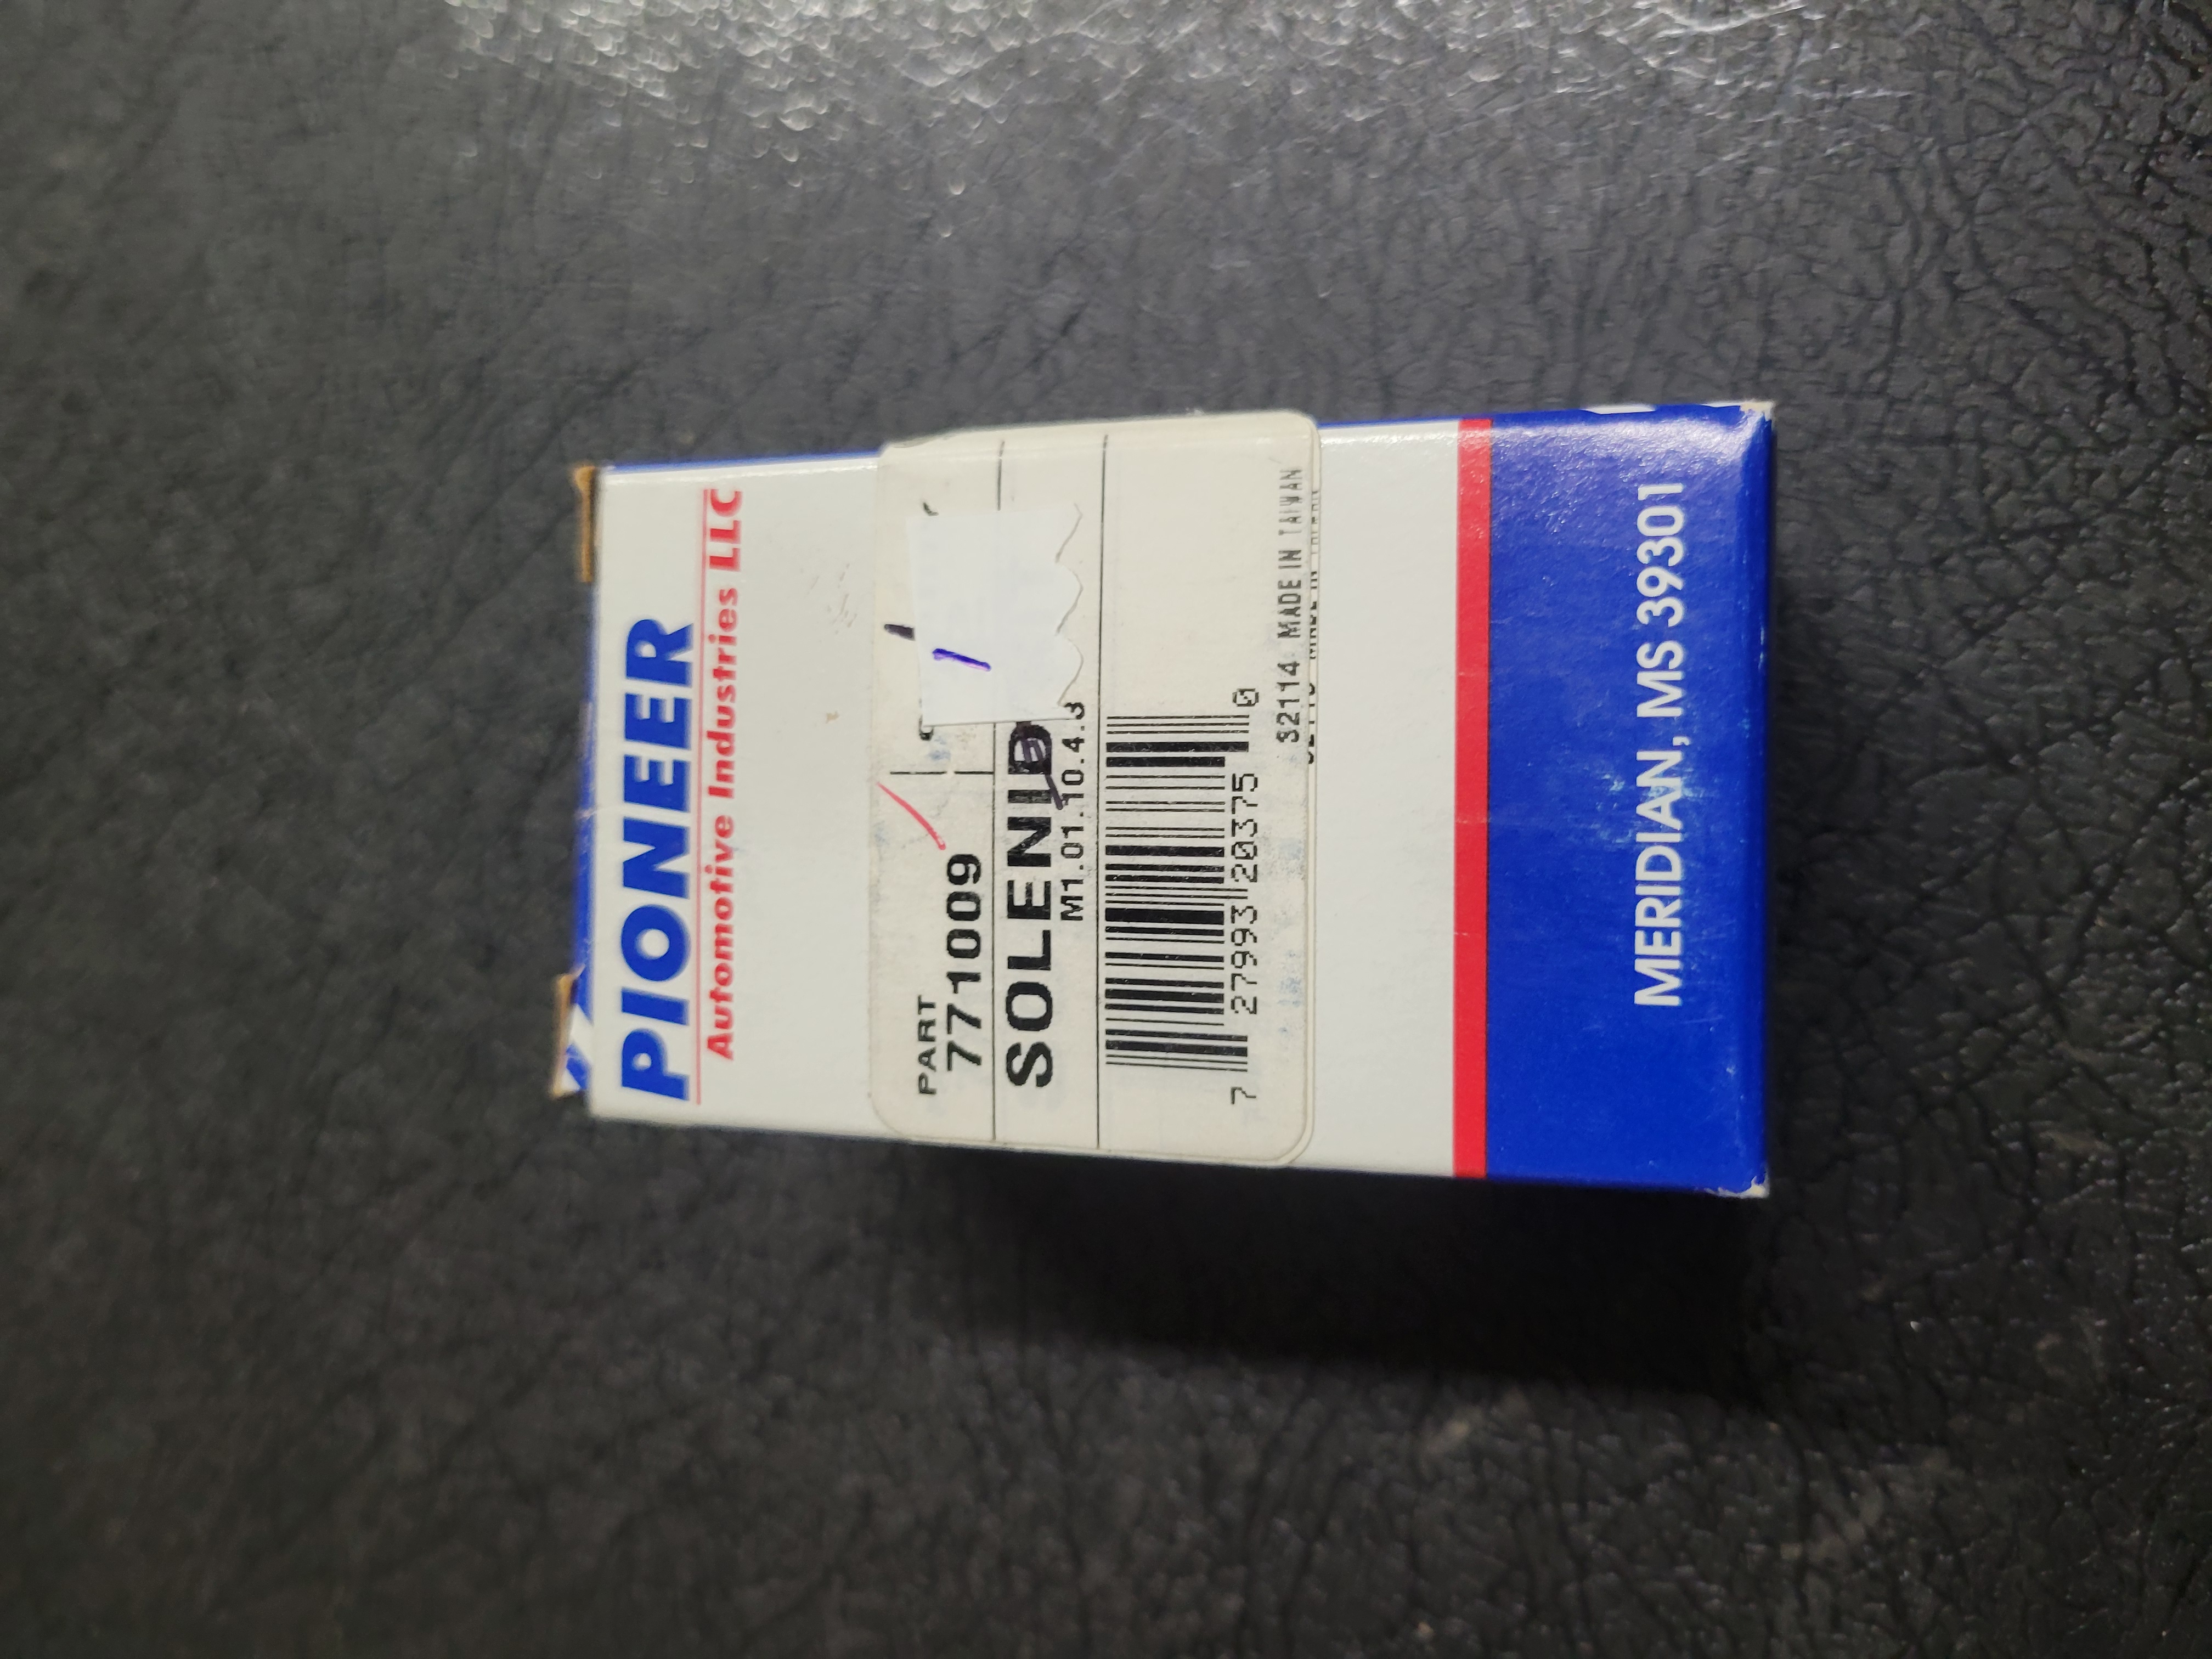 PIONEER
Automotive Industries LLC
PART
771009
SOLENI
M1.01.10.4.3
7 27993 20375 0
32114 MADE IN TAIWAN
MERIDIAN, MS 39301